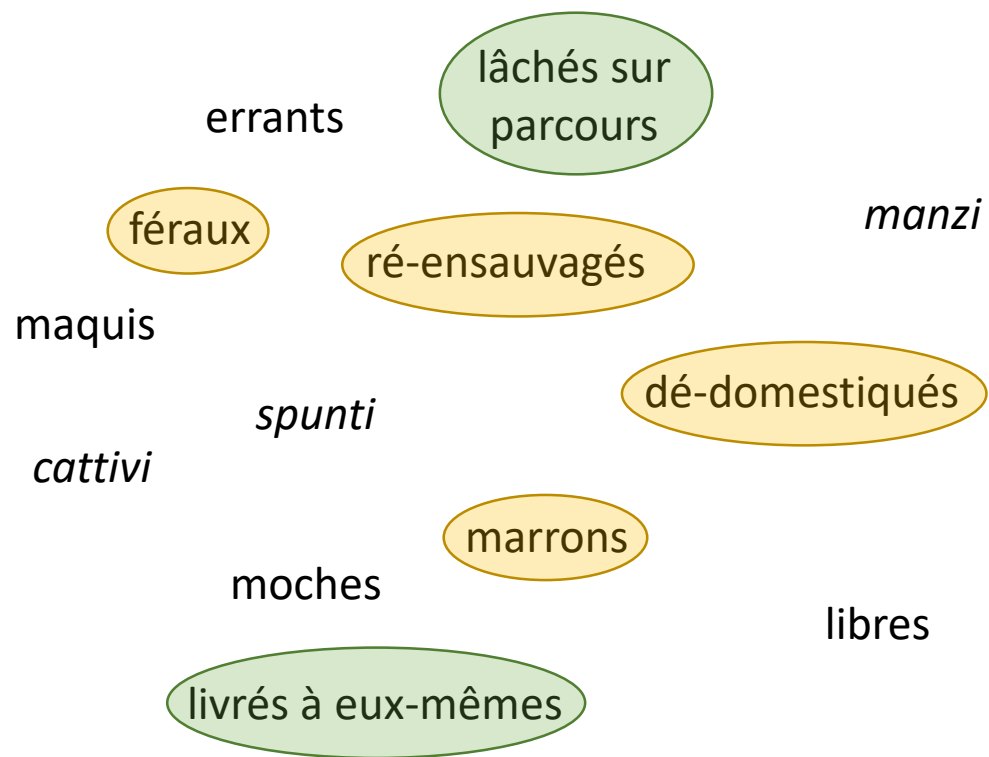 lâchés sur
parcours
errants
manzi
féraux
ré-ensauvagés
maquis
dé-domestiqués
spunti
cattivi
marrons
moches
libres
livrés à eux-mêmes